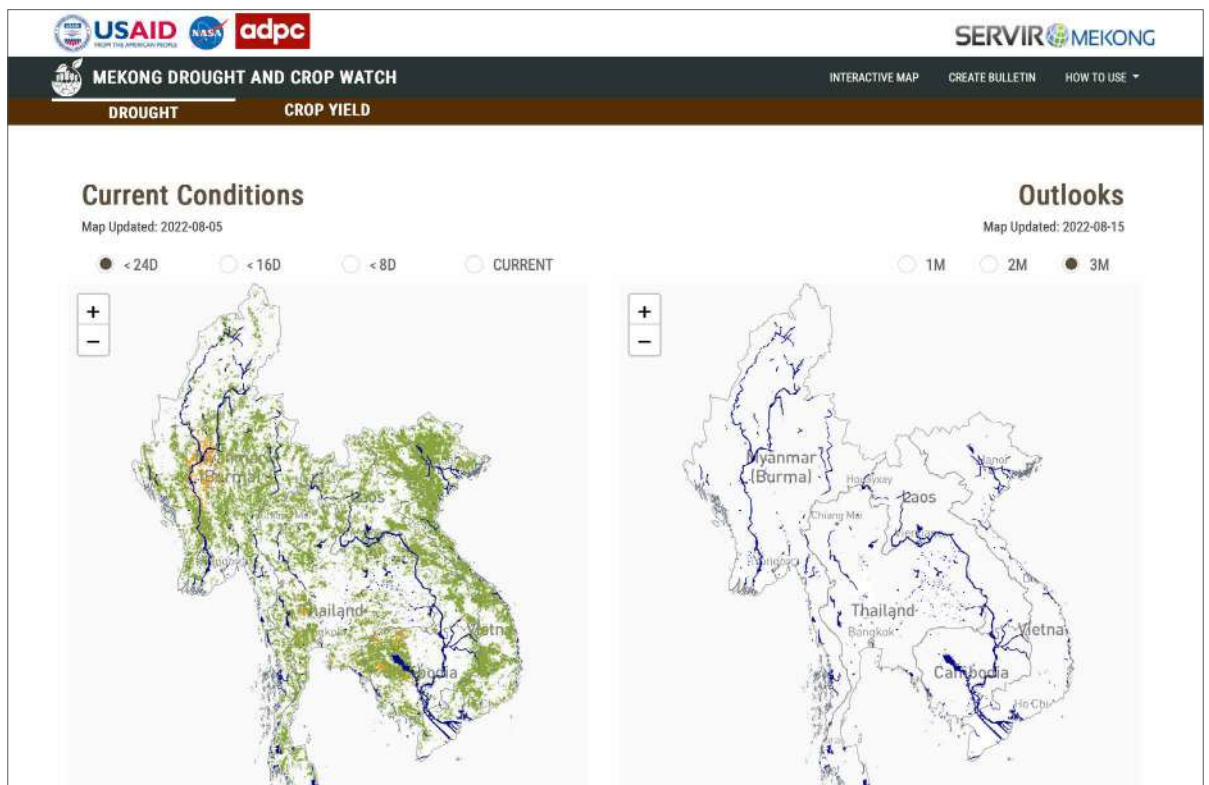 USAID
FROM THE AMERICAN PEOPLE
NASA
adpc
SERVIR MEKONG
MEKONG DROUGHT AND CROP WATCH
INTERACTIVE MAP
CREATE BULLETIN
HOW TO USE
DROUGHT
CROP YIELD
Current Conditions
Map Updated: 2022-08-05
< 24D
< 16D
< 8D
CURRENT
Outlooks
Map Updated: 2022-08-15
1M
2M
3M
+
−
(Burma)
Laos
Thailand
+
−
Myanmar
(Burma)
Hanoi
Houayxay
Laos
Chiang Mai
Thailand
Bangkok
Vietna
Cambodia
Ho Chi